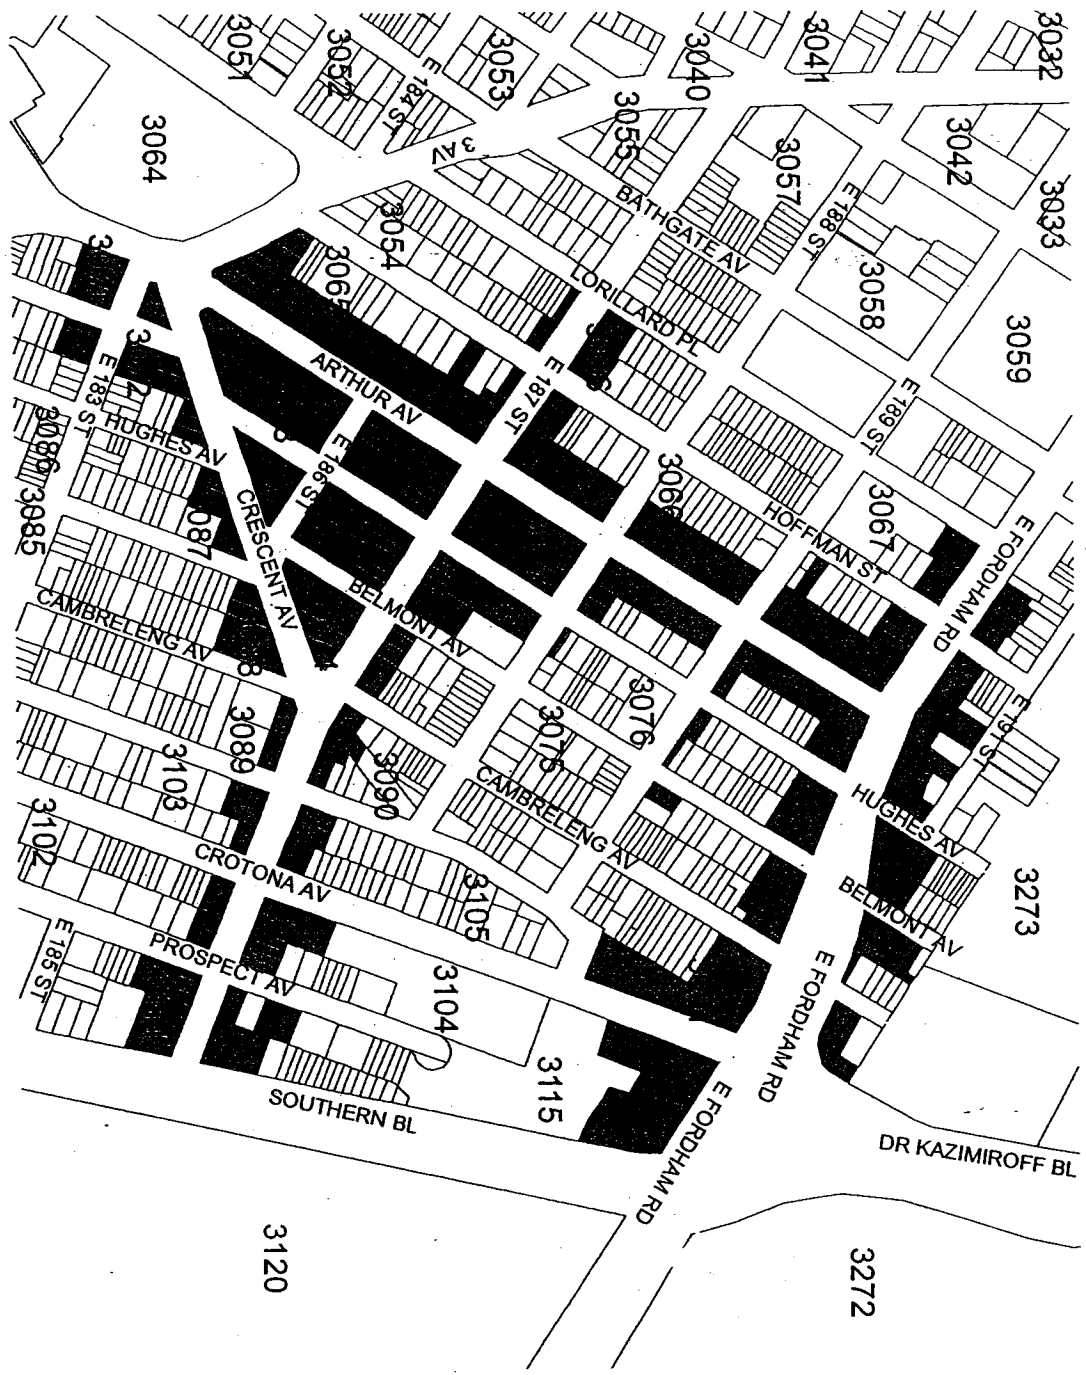 3051
3052
3053
3040
3041
3032
E 184 ST
3 AV
3055
3057
3042
3033
3064
3054
BATHGATE AV
E 188 ST
3058
3059
3065
LORILLARD PL
ARTHUR AV
E 187 ST
E 189 ST
E 183 ST
HUGHES AV
E 186 ST
3086
3085
3087
CRESCENT AV
3066
3067
HOFFMAN ST
E FORDHAM RD
BELMONT AV
CAMBRELENG AV
3089
3103
3102
3090
3076
3075
CAMBRELENG AV
HUGHES AV
BELMONT AV
3273
CROTONA AV
3105
E 185 ST
PROSPECT AV
3104
3115
E FORDHAM RD
E FORDHAM RD
SOUTHERN BL
DR KAZIMIROFF BL
3120
3272